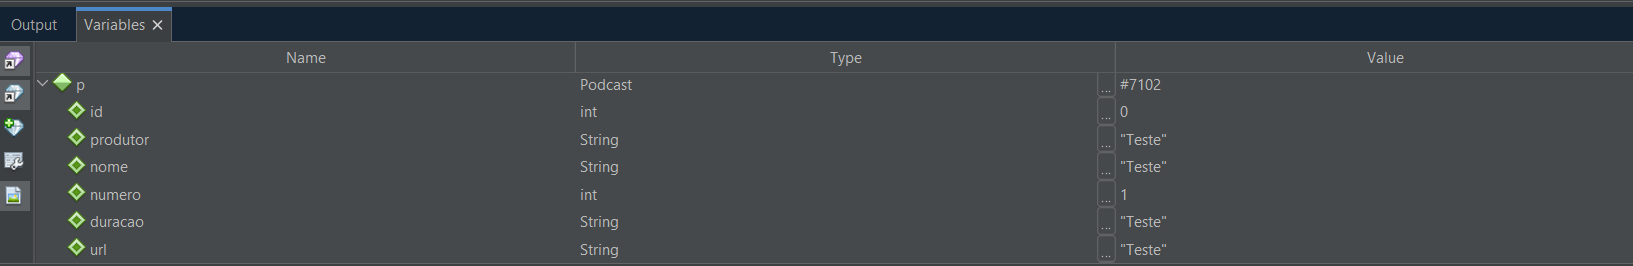 Output Variables ×
Name Type Value
p Podcast ... #7102
id int ... 0
produtor String ... "Teste"
nome String ... "Teste"
numero int ... 1
duracao String ... "Teste"
url String ... "Teste"